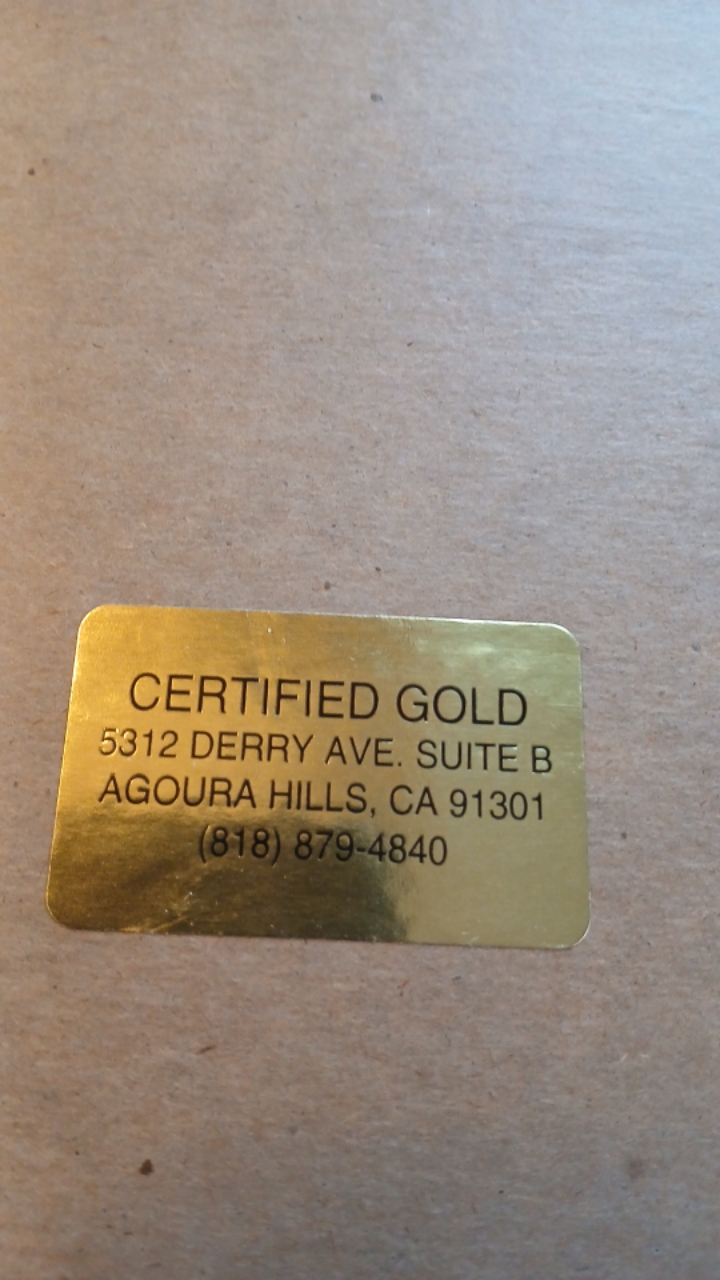 CERTIFIED GOLD
5312 DERRY AVE. SUITE B
AGOURA HILLS, CA 91301
(818) 879-4840